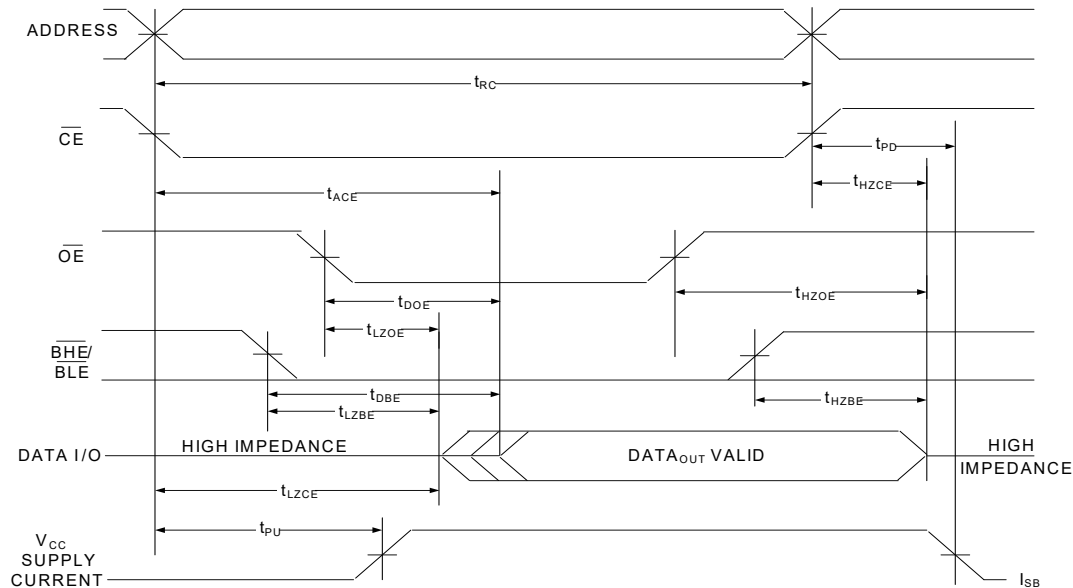 ADDRESS
tRC
CE
tPD
tHZCE
tACE
OE
tHZOE
tDOE
tLZOE
BHE/
BLE
tDBE
tHZBE
tLZBE
HIGH IMPEDANCE
DATA I/O
DATAOUT VALID
HIGH
IMPEDANCE
tLZCE
tPU
VCC
SUPPLY
CURRENT
ISB